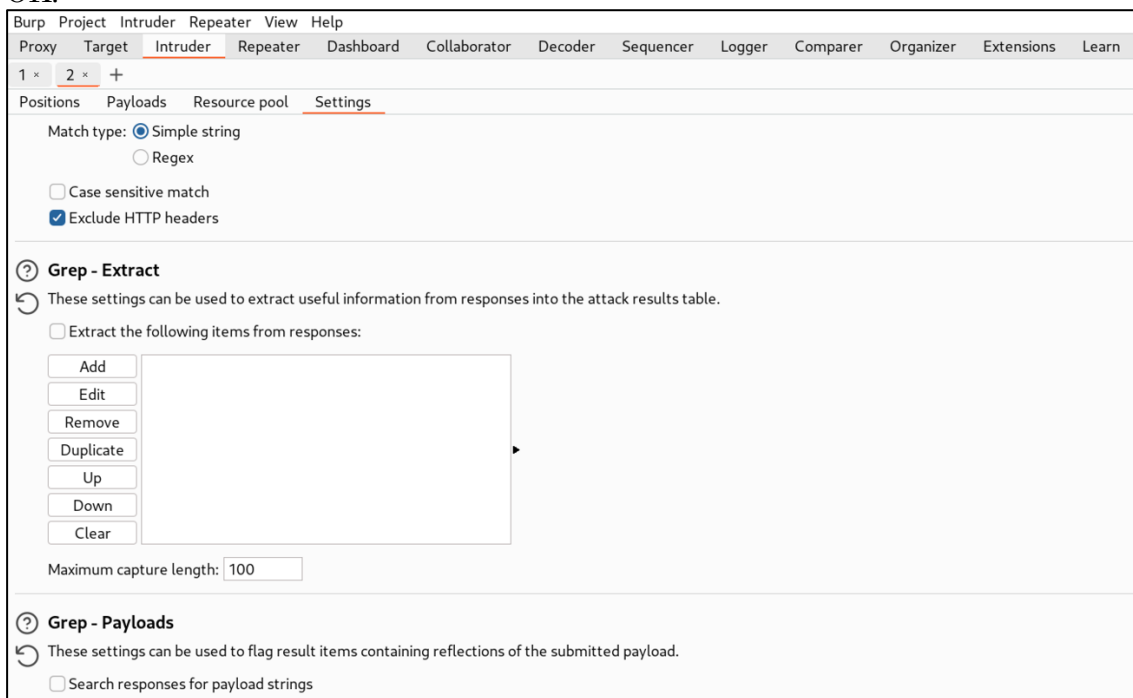 Burp Project Intruder Repeater View Help
Proxy Target Intruder Repeater Dashboard Collaborator Decoder Sequencer Logger Comparer Organizer Extensions Learn
1 × 2 × +
Positions Payloads Resource pool Settings
Match type: Simple string
Regex
Case sensitive match
Exclude HTTP headers
? Grep - Extract
These settings can be used to extract useful information from responses into the attack results table.
Extract the following items from responses:
Add
Edit
Remove
Duplicate
Up
Down
Clear
Maximum capture length: 100
? Grep - Payloads
These settings can be used to flag result items containing reflections of the submitted payload.
Search responses for payload strings